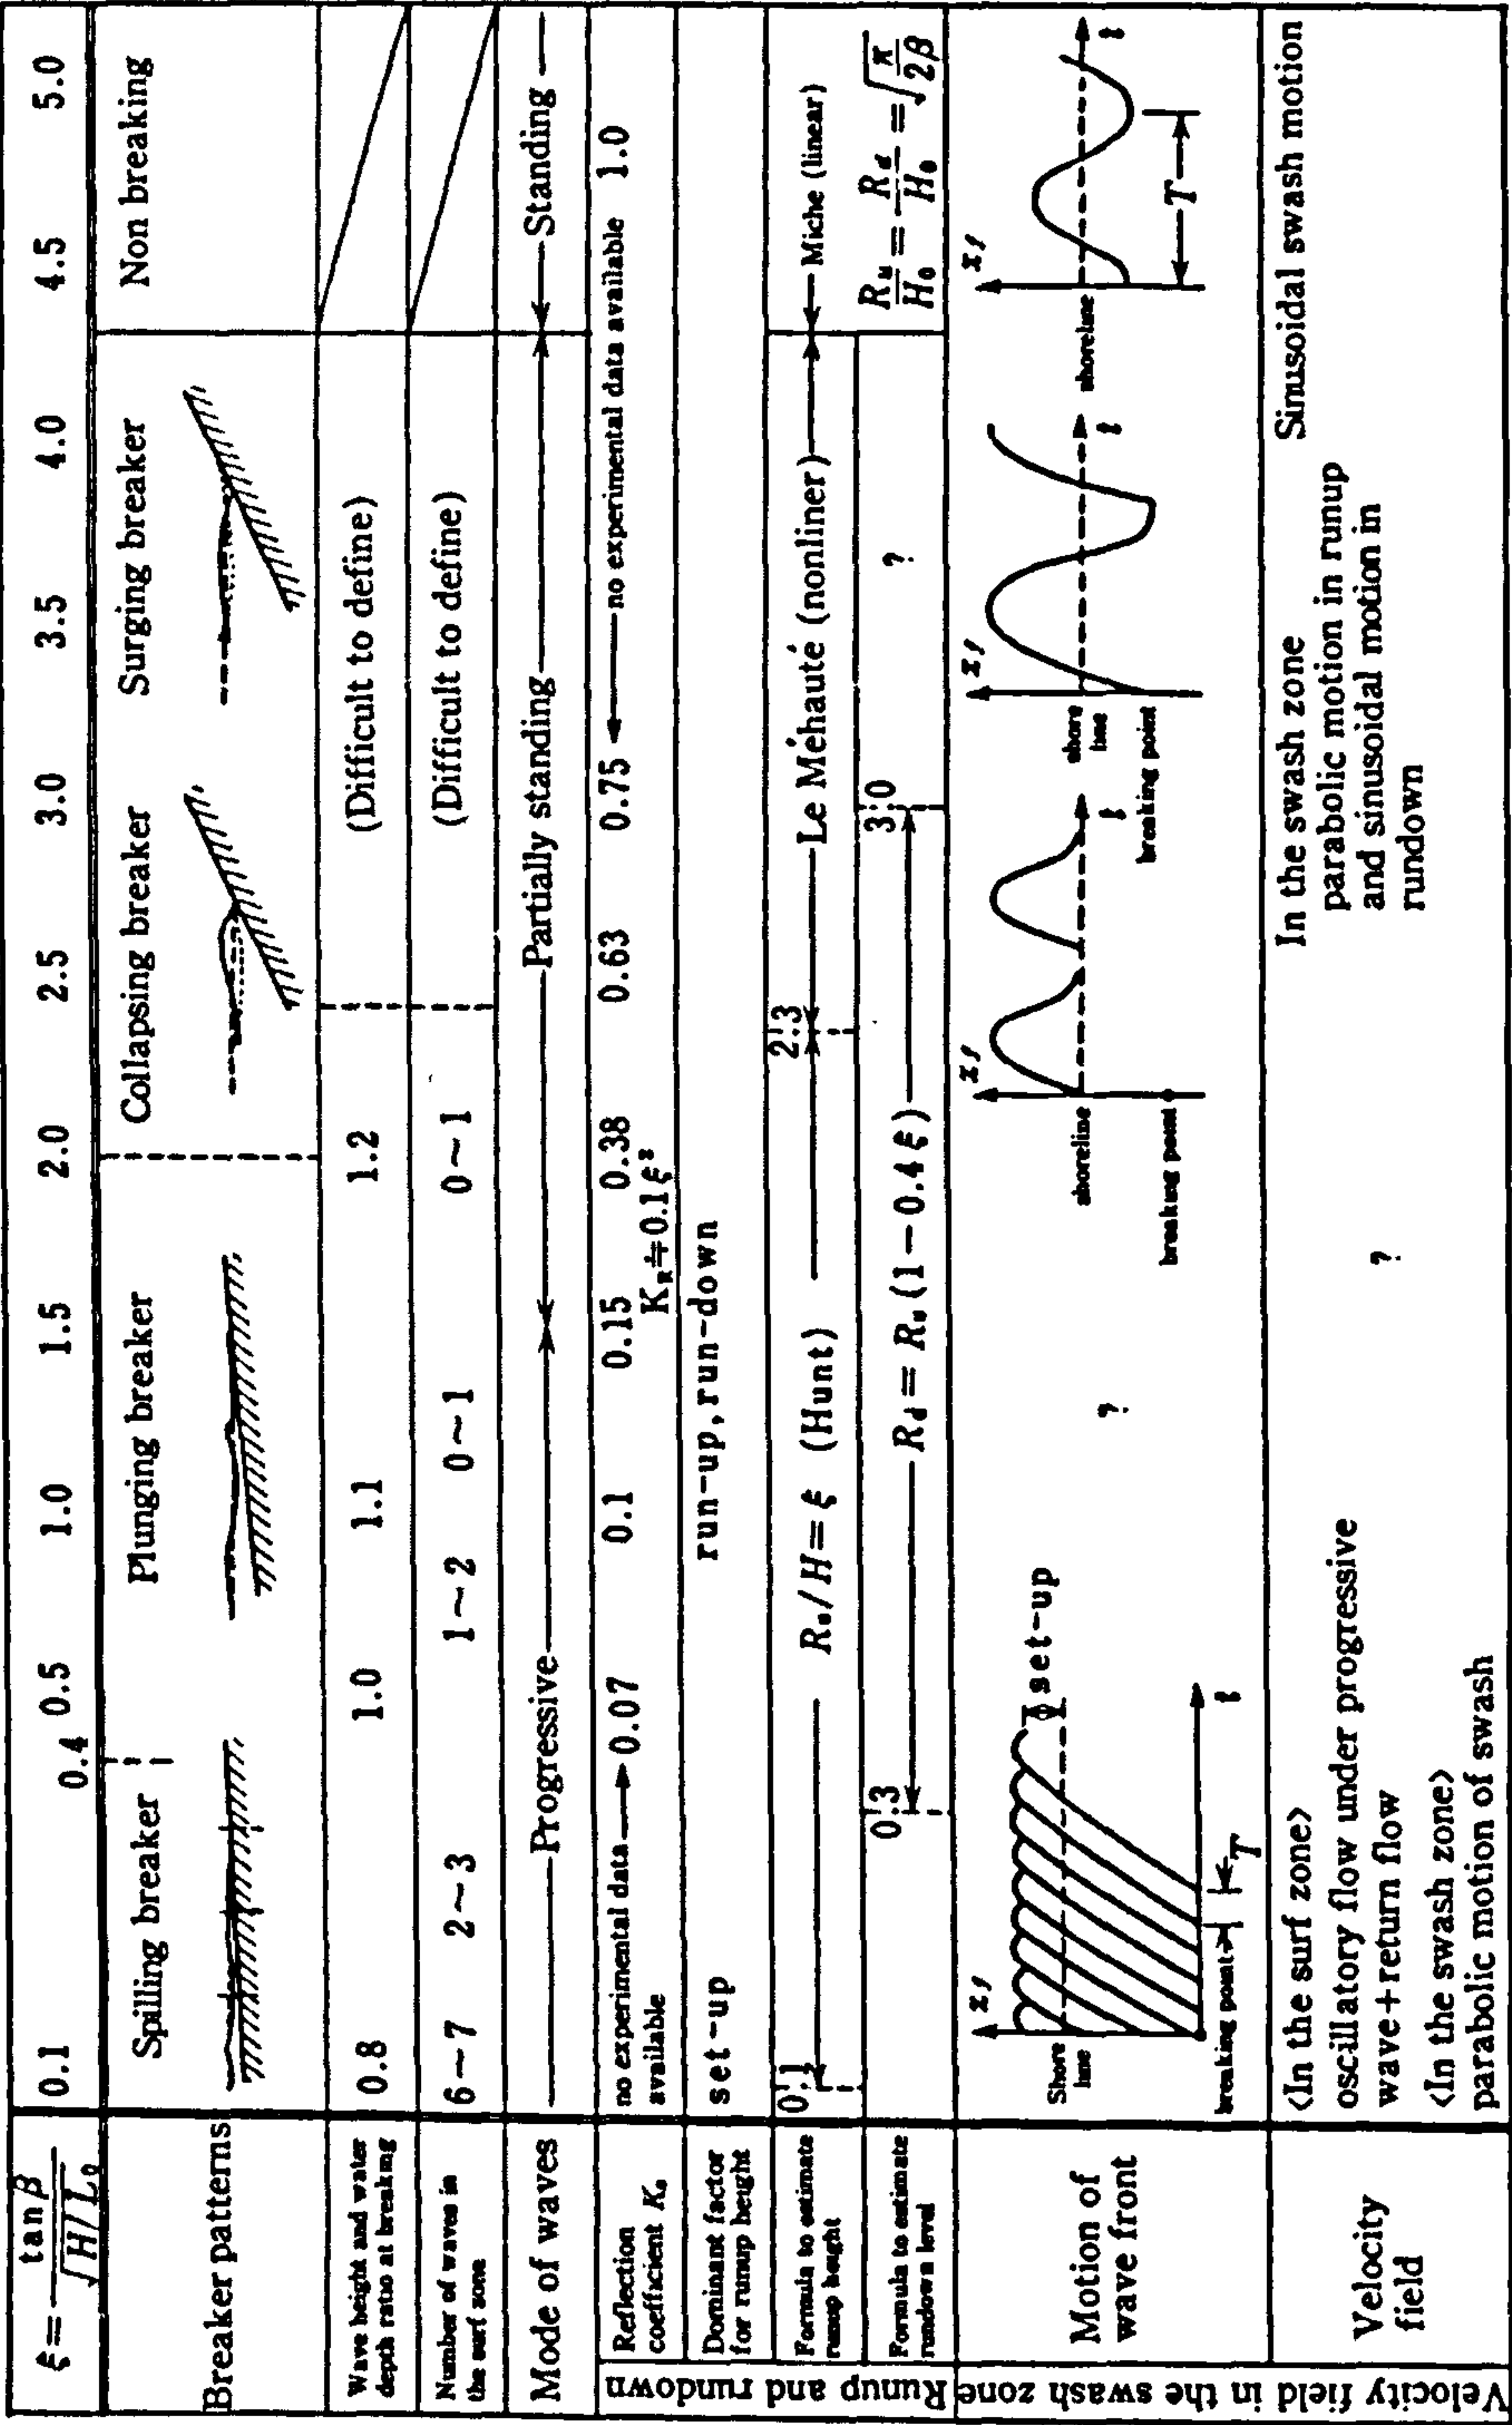 ξ = tan β / √H/L₀
0.1 0.4 0.5 1.0 1.5 2.0 2.5 3.0 3.5 4.0 4.5 5.0
Breaker patterns
Spilling breaker
Plunging breaker
Collapsing breaker
Surging breaker
Non breaking
Wave height and water
depth ratio at breaking
0.8 1.0 1.1 1.2 (Difficult to define)
Number of waves in
the surf zone
6~7 2~3 1~2 0~1 0~1 (Difficult to define)
Mode of waves
Progressive Partially standing Standing
Runup and rundown
Reflection
coefficient
no experimental data
available
0.07 0.1 0.15 0.38 0.63 0.75 no experimental data available 1.0
K_R≒0.1ξ²
Dominant factor
for runup height
set-up
run-up, run-down
Formula to estimate
runup height
0.1
R_u/H=ξ (Hunt)
2.3
Le Méhauté (nonliner)
Miche (linear)
Formula to estimate
rundown level
0.3
R_d=R_u(1-0.4ξ)
3.0
?
R_u/H₀ = R_d/H₀ = √π/2β
Velocity field in the swash zone
Motion of
wave front
x_f
Shore
line
breaking point
set-up
T
t
?
x_f
shoreline
breaking point
t
x_f
shore
line
breaking point
t
x_f
shoreline
T
t
Velocity
field
<In the surf zone>
oscillatory flow under progressive
wave+return flow
<In the swash zone>
parabolic motion of swash
?
In the swash zone
parabolic motion in runup
and sinusoidal motion in
rundown
Sinusoidal swash motion